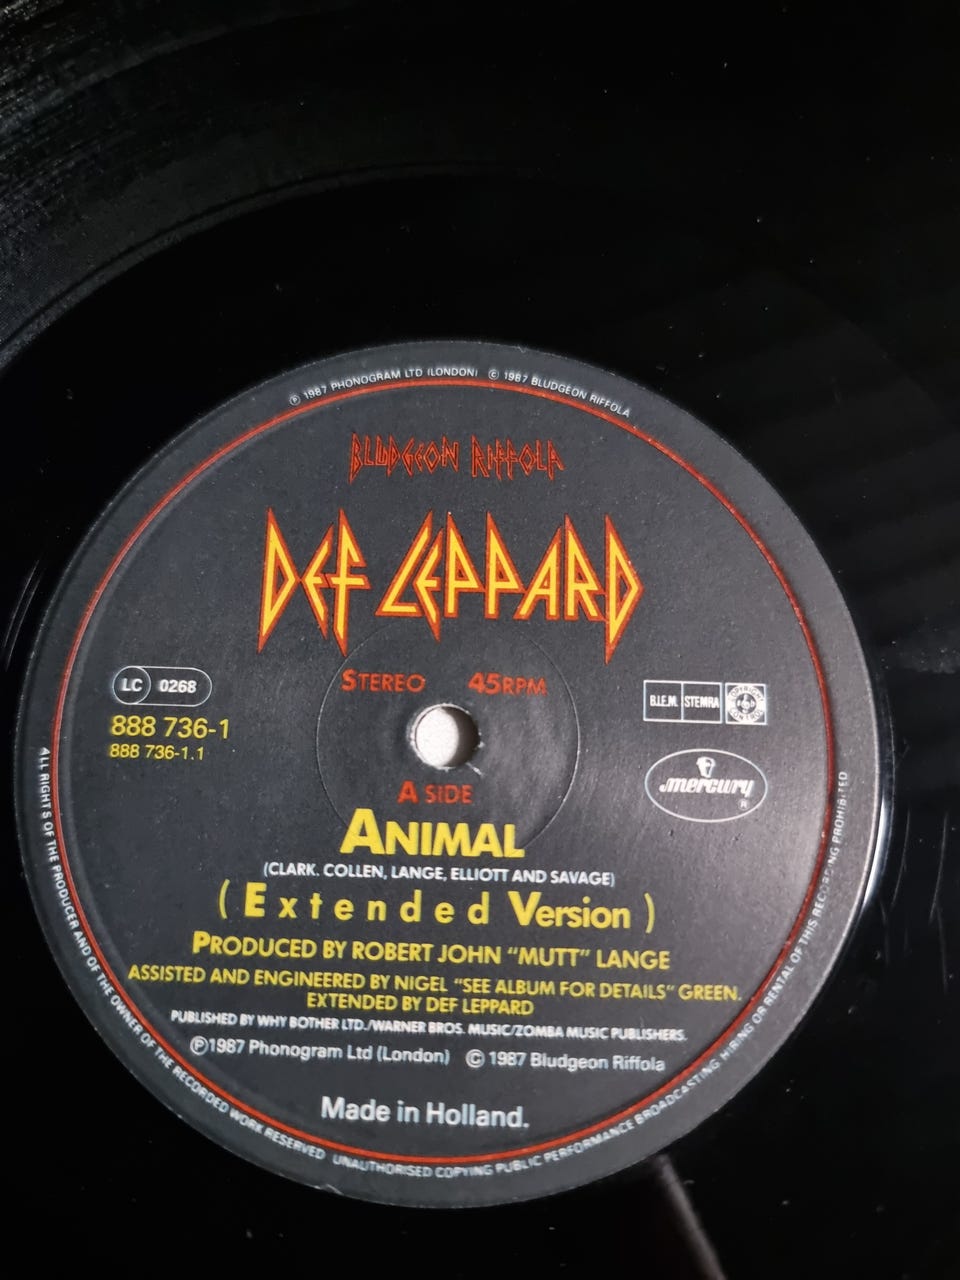 ℗ 1987 PHONOGRAM LTD (LONDON) © 1987 BLUDGEON RIFFOLA
BLUDGEON RIFFOLA
DEF LEPPARD
STEREO 45RPM
LC 0268
B.I.E.M. STEMRA COPYRIGHT CONTROL
888 736-1
888 736-1.1
mercury ®
A SIDE
ANIMAL
(CLARK. COLLEN, LANGE, ELLIOTT AND SAVAGE)
(Extended Version)
PRODUCED BY ROBERT JOHN "MUTT" LANGE
ASSISTED AND ENGINEERED BY NIGEL "SEE ALBUM FOR DETAILS" GREEN.
EXTENDED BY DEF LEPPARD
PUBLISHED BY WHY BOTHER LTD./WARNER BROS. MUSIC/ZOMBA MUSIC PUBLISHERS.
℗1987 Phonogram Ltd (London) © 1987 Bludgeon Riffola
Made in Holland.
ALL RIGHTS OF THE PRODUCER AND OF THE OWNER OF THE RECORDED WORK RESERVED UNAUTHORISED COPYING PUBLIC PERFORMANCE BROADCASTING HIRING OR RENTAL OF THIS RECORDING PROHIBITED